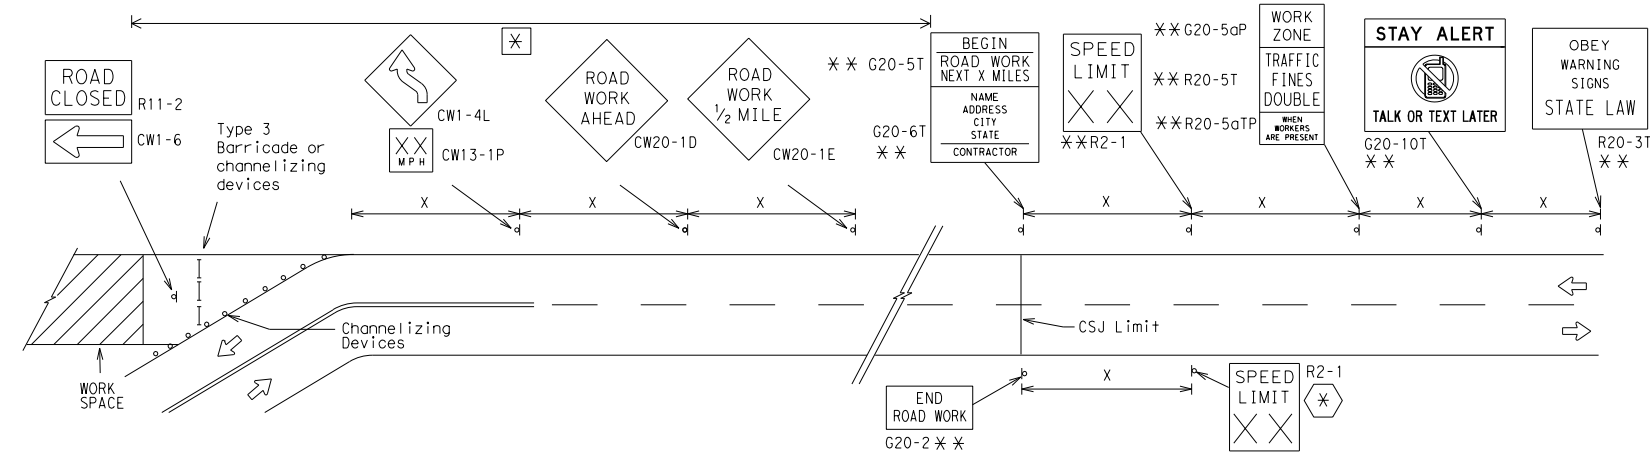 ROAD
CLOSED
R11-2
CW1-6
Type 3
Barricade or
channelizing
devices
CW1-4L
XX
MPH
CW13-1P
*
ROAD
WORK
AHEAD
CW20-1D
ROAD
WORK
1/2 MILE
CW20-1E
** G20-5T
BEGIN
ROAD WORK
NEXT X MILES
NAME
ADDRESS
CITY
STATE
CONTRACTOR
G20-6T
**
SPEED
LIMIT
XX
**R2-1
**G20-5aP
WORK
ZONE
**R20-5T
TRAFFIC
FINES
DOUBLE
**R20-5aTP
WHEN
WORKERS
ARE PRESENT
STAY ALERT
TALK OR TEXT LATER
G20-10T
**
OBEY
WARNING
SIGNS
STATE LAW
R20-3T
**
X
X
X
X
X
X
X
Channelizing
Devices
WORK
SPACE
CSJ Limit
END
ROAD WORK
G20-2 **
X
SPEED
LIMIT
XX
R2-1
*